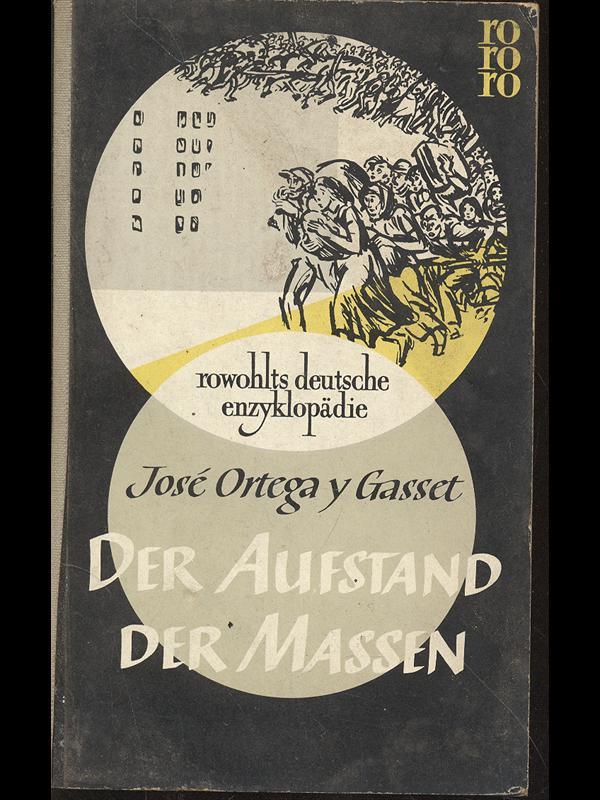 ro
ro
ro
rowohlts deutsche
enzyklopädie
José Ortega y Gasset
DER AUFSTAND
DER MASSEN